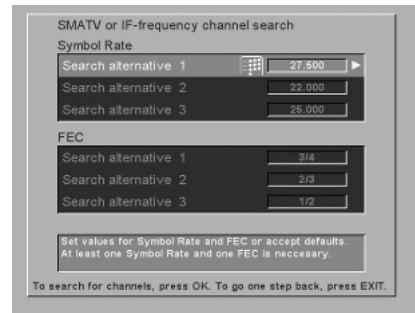 SMATV or IF-frequency channel search
Symbol Rate
Search alternative 1 27.500
Search alternative 2 22.000
Search alternative 3 25.000
FEC
Search alternative 1 3/4
Search alternative 2 2/3
Search alternative 3 1/2
Set values for Symbol Rate and FEC or accept defaults.
At least one Symbol Rate and one FEC is neccesary.
To search for channels, press OK. To go one step back, press EXIT.